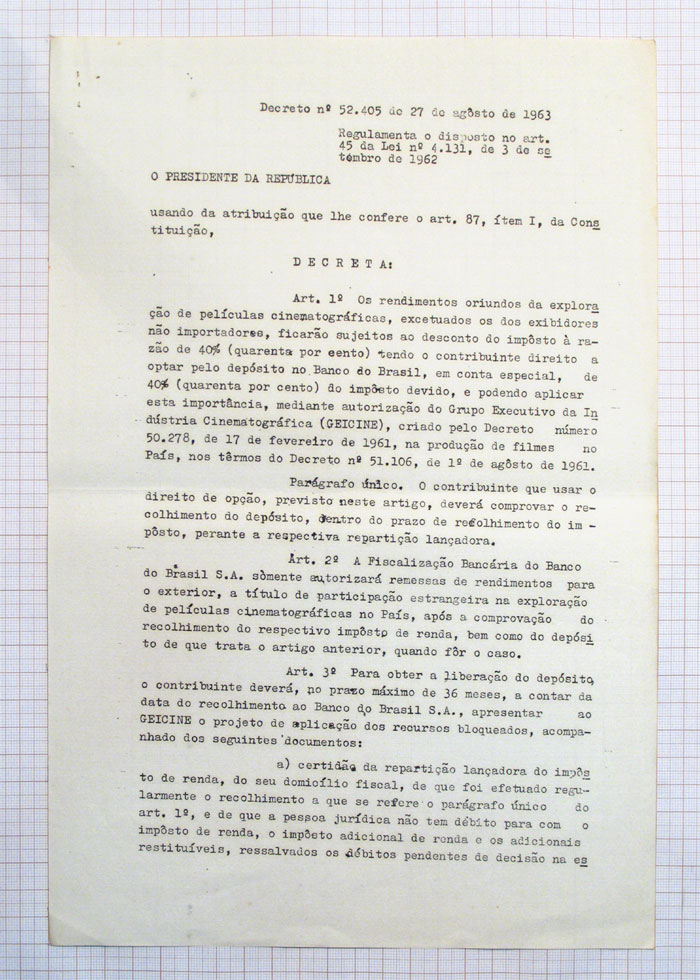 Decreto nº 52.405 de 27 de agôsto de 1963
Regulamenta o disposto no art.
45 da Lei nº 4.131, de 3 de se
tembro de 1962
O PRESIDENTE DA REPÚBLICA
usando da atribuição que lhe confere o art. 87, ítem I, da Cons
tituição,
D E C R E T A:
Art. 1º Os rendimentos oriundos da explora
ção de películas cinematográficas, excetuados os dos exibidores
não importadores, ficarão sujeitos ao desconto do impôsto à ra-
zão de 40% (quarenta por cento) tendo o contribuinte direito a
optar pelo depósito no Banco do Brasil, em conta especial, de
40% (quarenta por cento) do impôsto devido, e podendo aplicar
esta importância, mediante autorização do Grupo Executivo da In
dústria Cinematográfica (GEICINE), criado pelo Decreto número
50.278, de 17 de fevereiro de 1961, na produção de filmes no
País, nos têrmos do Decreto nº 51.106, de 1º de agôsto de 1961.
Parágrafo único. O contribuinte que usar o
direito de opção, previsto neste artigo, deverá comprovar o re-
colhimento do depósito, dentro do prazo de recolhimento do im -
pôsto, perante a respectiva repartição lançadora.
Art. 2º A Fiscalização Bancária do Banco
do Brasil S.A. sòmente autorizará remessas de rendimentos para
o exterior, a título de participação estrangeira na exploração
de películas cinematográficas no País, após a comprovação do
recolhimento do respectivo impôsto de renda, bem como do depósi
to de que trata o artigo anterior, quando fôr o caso.
Art. 3º Para obter a liberação do depósito,
o contribuinte deverá, no prazo máximo de 36 meses, a contar da
data do recolhimento ao Banco do Brasil S.A., apresentar ao
GEICINE o projeto de aplicação dos recursos bloqueados, acompa-
nhado dos seguintes documentos:
a) certidão da repartição lançadora do impôs
to de renda, do seu domicílio fiscal, de que foi efetuado regu-
larmente o recolhimento a que se refere o parágrafo único do
art. 1º, e de que a pessoa jurídica não tem débito para com o
impôsto de renda, o impôsto adicional de renda e os adicionais
restituíveis, ressalvados os débitos pendentes de decisão na es